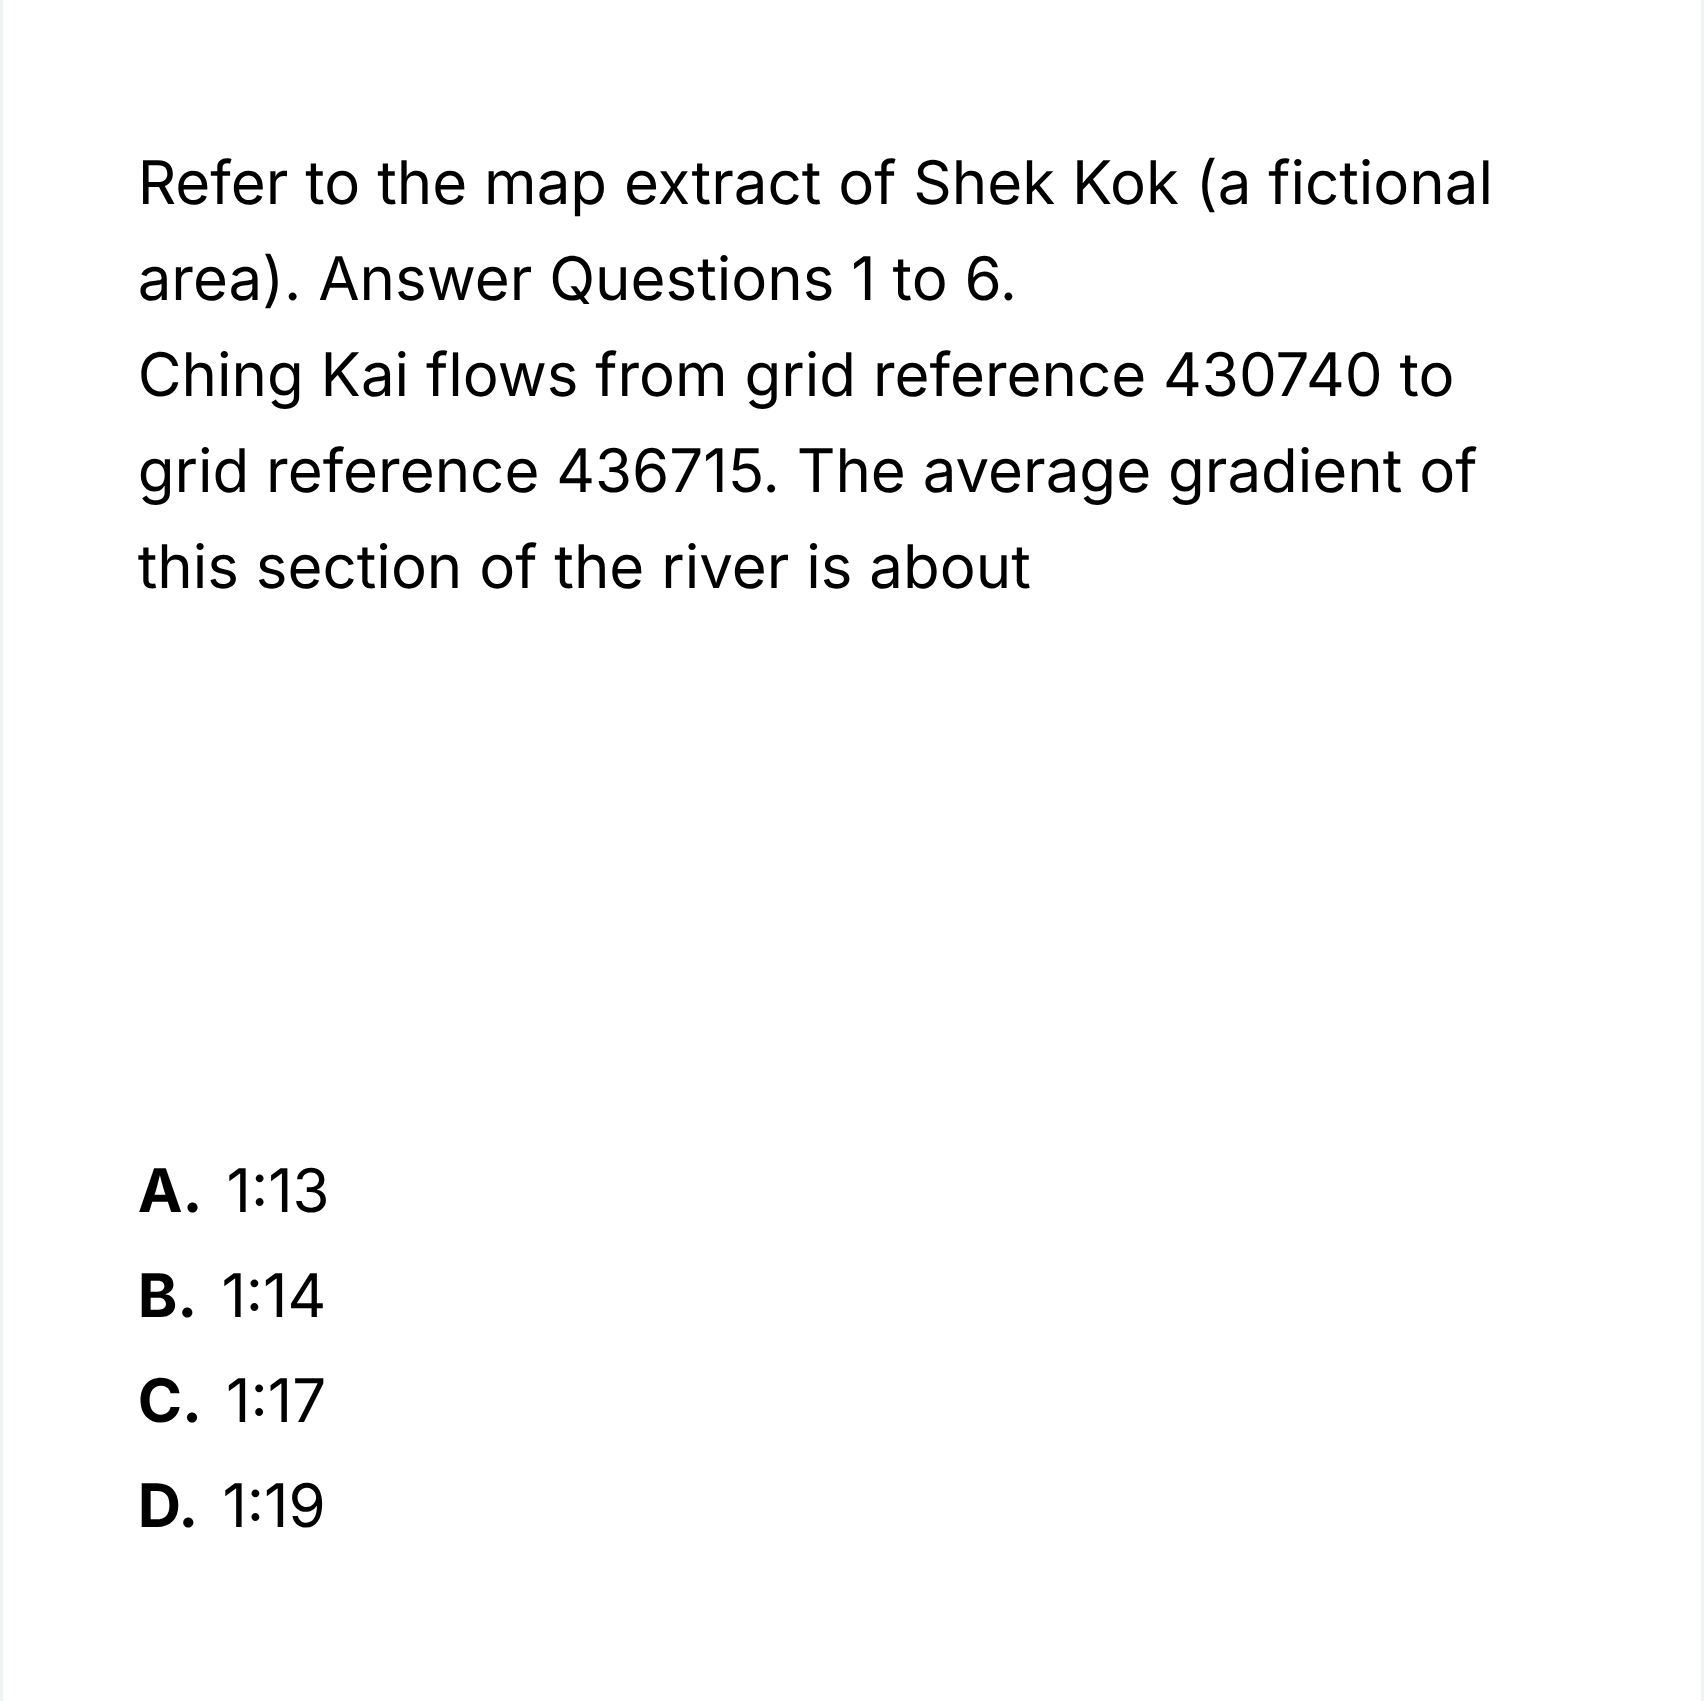 Refer to the map extract of Shek Kok (a fictional
area). Answer Questions 1 to 6.
Ching Kai flows from grid reference 430740 to
grid reference 436715. The average gradient of
this section of the river is about
A. 1:13
B. 1:14
C. 1:17
D. 1:19